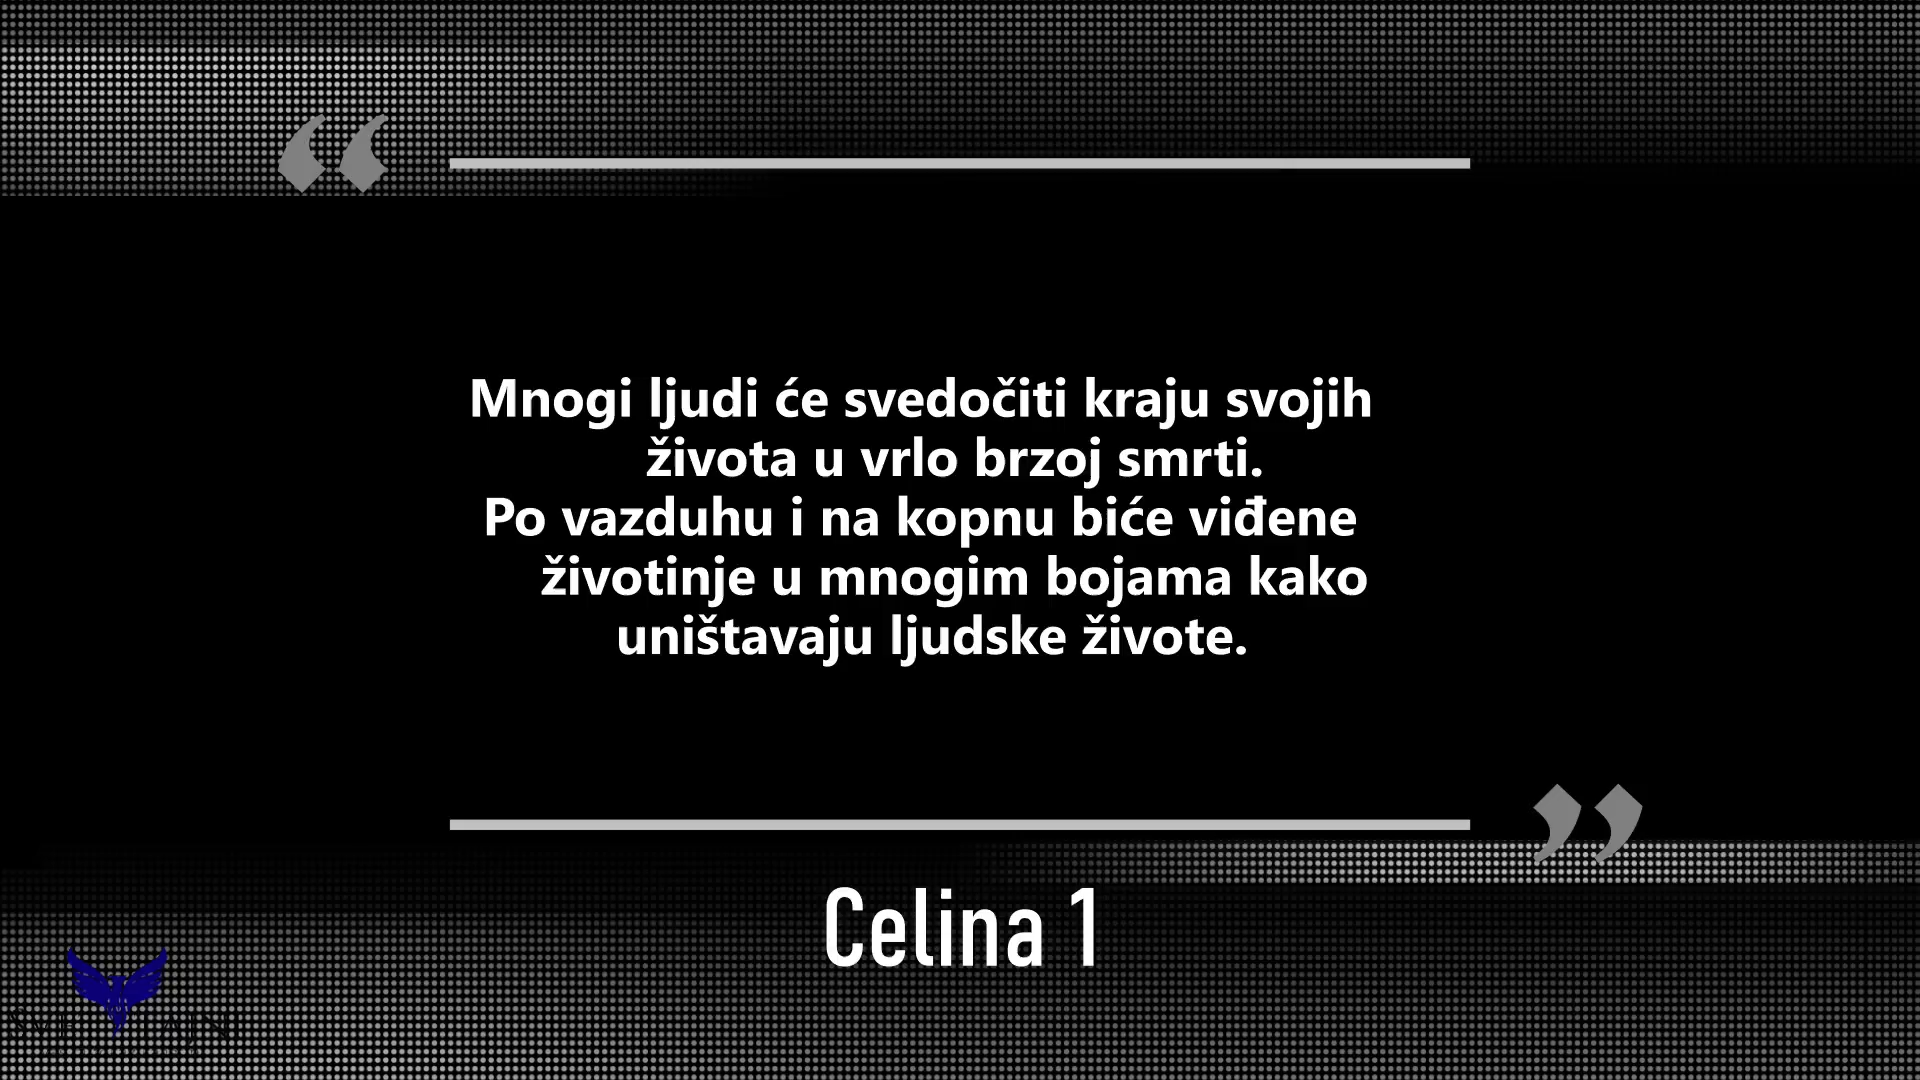 “
Mnogi ljudi će svedočiti kraju svojih
života u vrlo brzoj smrti.
Po vazduhu i na kopnu biće viđene
životinje u mnogim bojama kako
uništavaju ljudske živote.
”
Celina 1